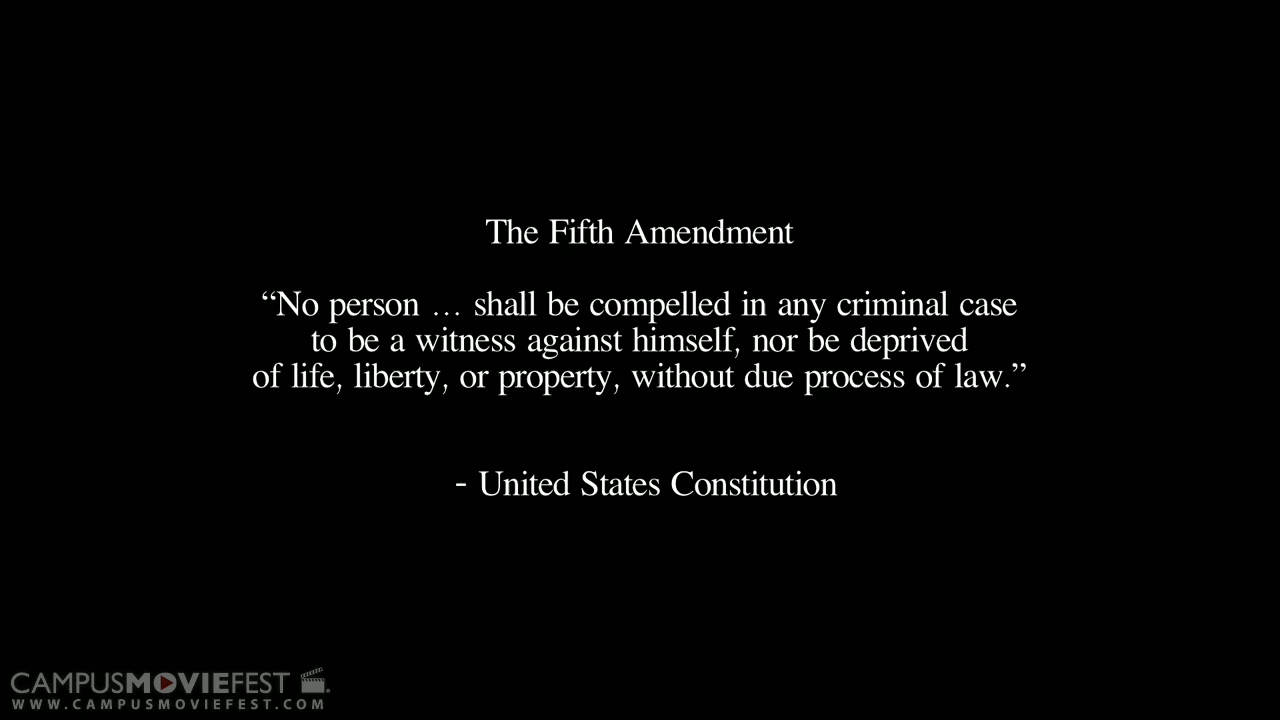 The Fifth Amendment
“No person … shall be compelled in any criminal case
to be a witness against himself, nor be deprived
of life, liberty, or property, without due process of law.”
- United States Constitution
CAMPUSMOVIEFEST
WWW.CAMPUSMOVIEFEST.COM